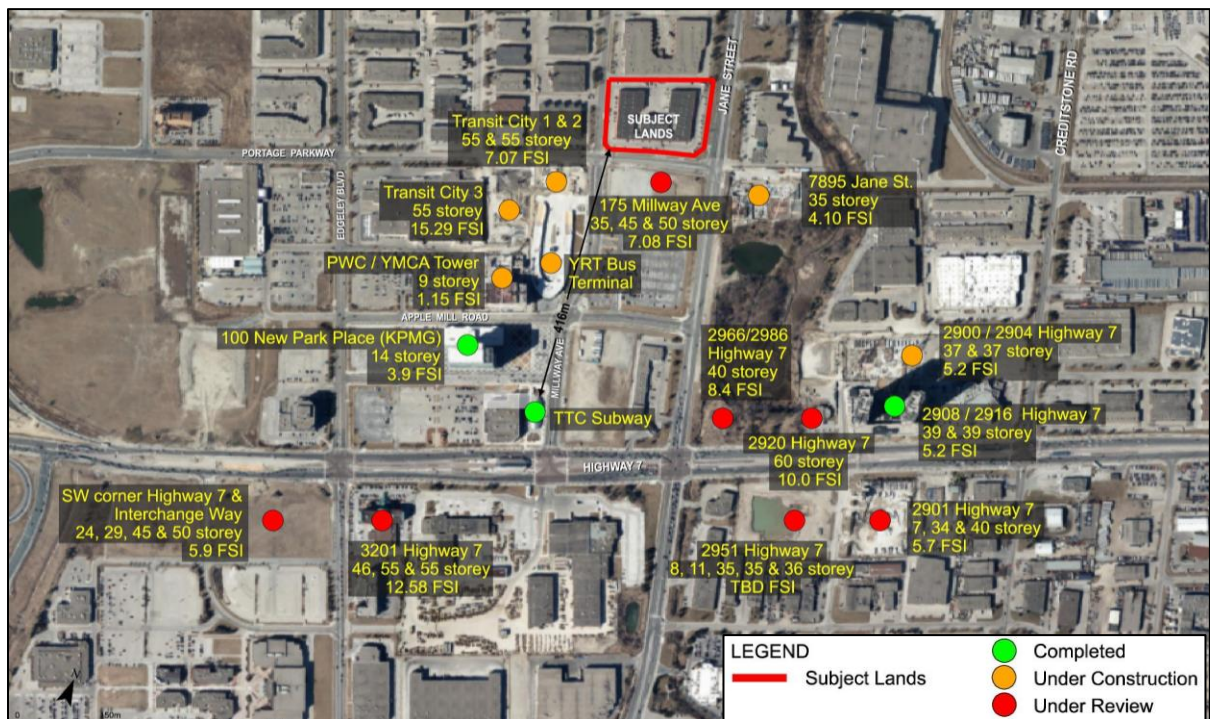 SUBJECT
LANDS
JANE STREET
CREDITSTONE RD
PORTAGE PARKWAY
EDGELEY BLVD
Transit City 1 & 2
55 & 55 storey
7.07 FSI
Transit City 3
55 storey
15.29 FSI
175 Millway Ave
35, 45 & 50 storey
7.08 FSI
7895 Jane St.
35 storey
4.10 FSI
PWC / YMCA Tower
9 storey
1.15 FSI
YRT Bus
Terminal
APPLE MILL ROAD
MILLWAY AVE
416m
100 New Park Place (KPMG)
14 storey
3.9 FSI
2966/2986
Highway 7
40 storey
8.4 FSI
2900 / 2904 Highway 7
37 & 37 storey
5.2 FSI
TTC Subway
2920 Highway 7
60 storey
10.0 FSI
2908 / 2916 Highway 7
39 & 39 storey
5.2 FSI
HIGHWAY 7
SW corner Highway 7 &
Interchange Way
24, 29, 45 & 50 storey
5.9 FSI
3201 Highway 7
46, 55 & 55 storey
12.58 FSI
2951 Highway 7
8, 11, 35, 35 & 36 storey
TBD FSI
2901 Highway 7
7, 34 & 40 storey
5.7 FSI
LEGEND
Subject Lands
Completed
Under Construction
Under Review
N
0
50m